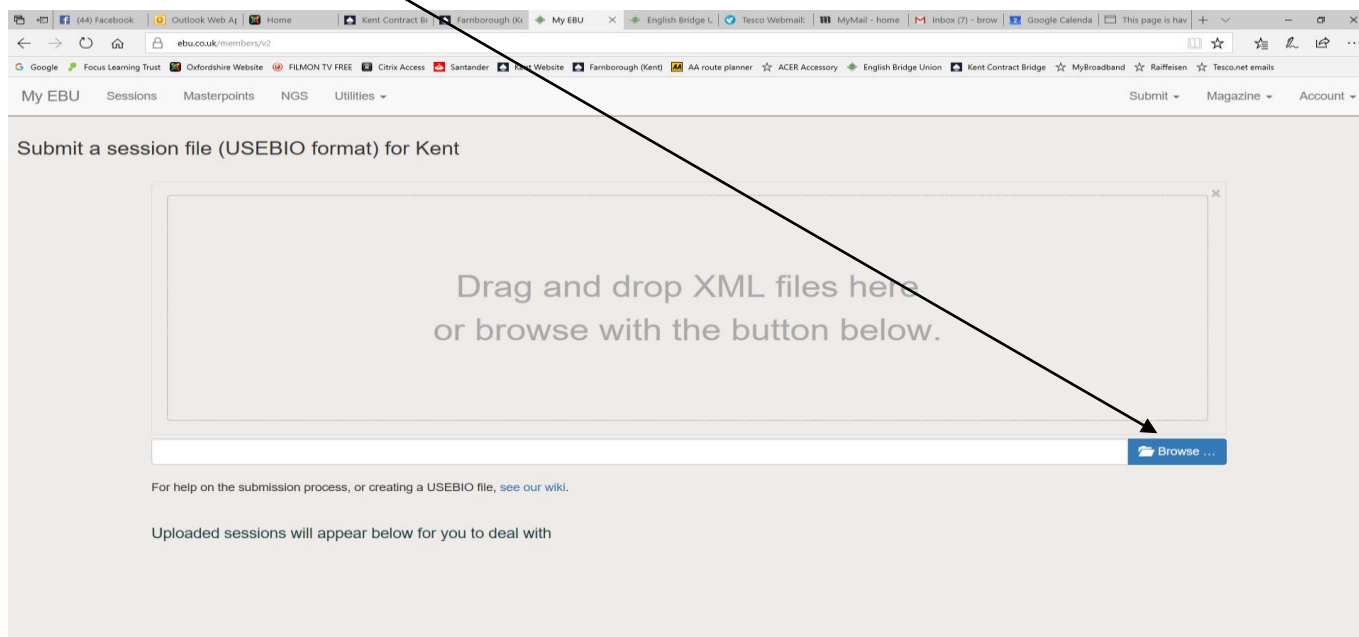 (44) Facebook Outlook Web Ap Home Kent Contract Br Farnborough (Ke My EBU English Bridge U Tesco Webmail: MyMail - home Inbox (7) - brow Google Calenda This page is hav
ebu.co.uk/members/v2
Google Focus Learning Trust Oxfordshire Website FILMON TV FREE Citrix Access Santander Kent Website Farnborough (Kent) AA route planner ACER Accessory English Bridge Union Kent Contract Bridge MyBroadband Raiffeisen Tesco.net emails
My EBU Sessions Masterpoints NGS Utilities Submit Magazine Account
Submit a session file (USEBIO format) for Kent
Drag and drop XML files here
or browse with the button below.
Browse ...
For help on the submission process, or creating a USEBIO file, see our wiki.
Uploaded sessions will appear below for you to deal with